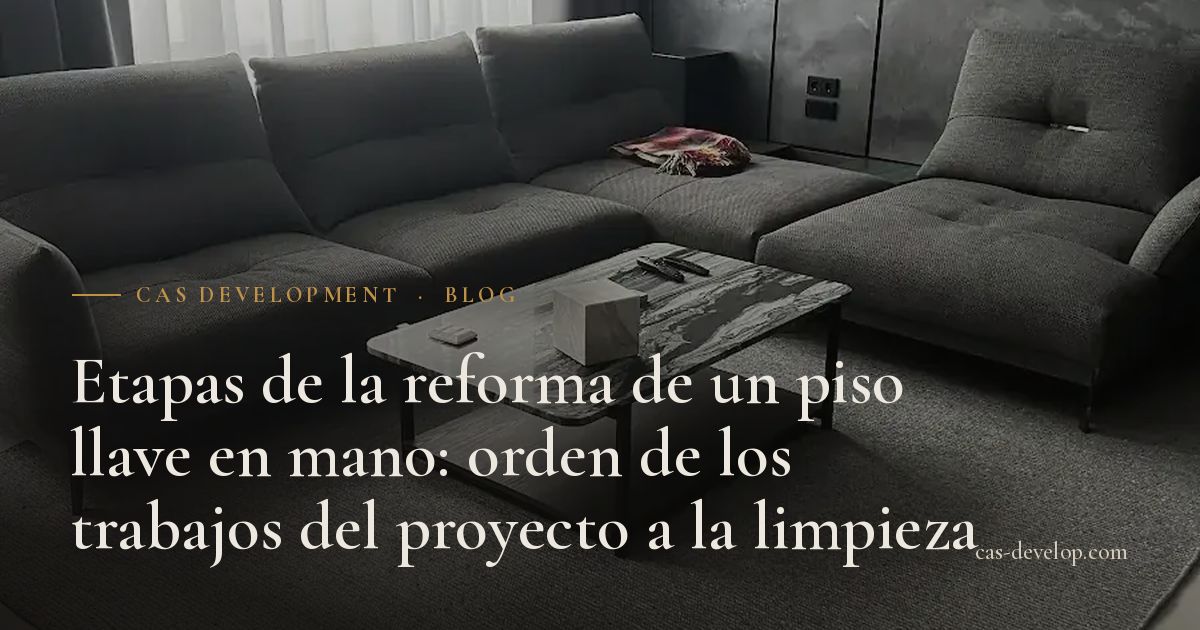 CAS DEVELOPMENT · BLOG
Etapas de la reforma de un piso
llave en mano: orden de los
trabajos del proyecto a la limpieza
cas-develop.com